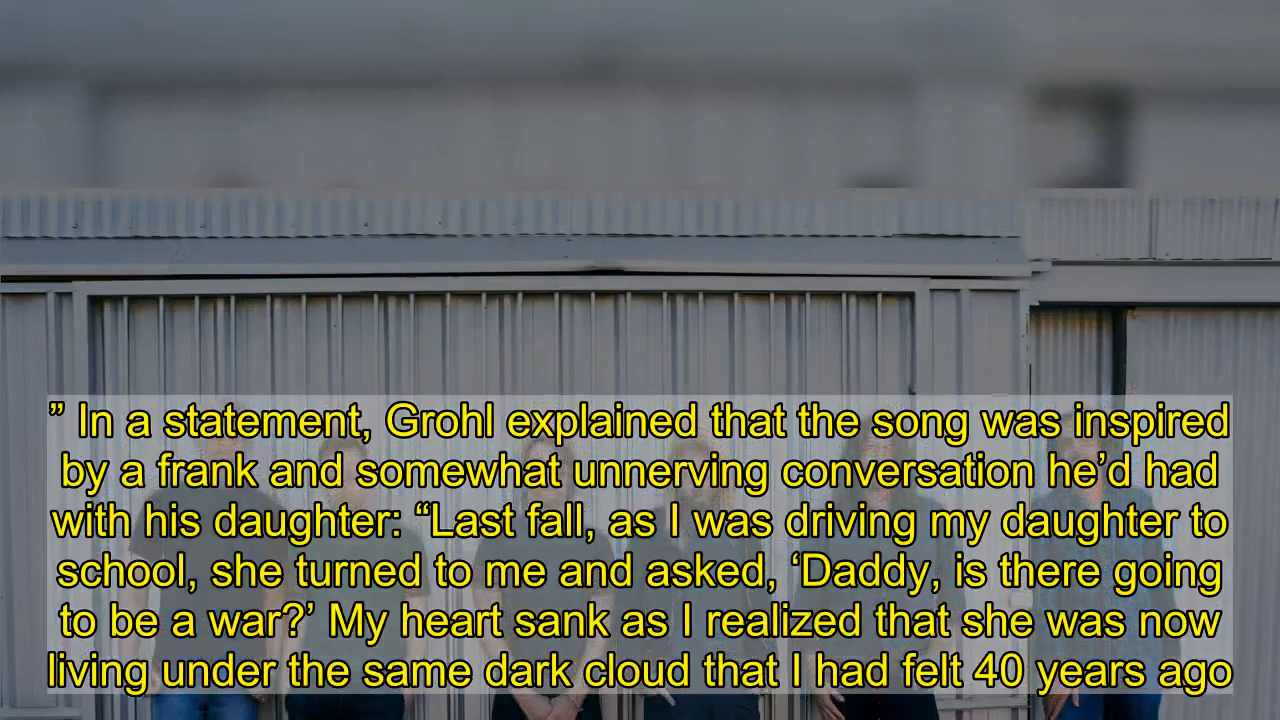 ” In a statement, Grohl explained that the song was inspired
by a frank and somewhat unnerving conversation he’d had
with his daughter: “Last fall, as I was driving my daughter to
school, she turned to me and asked, ‘Daddy, is there going
to be a war?’ My heart sank as I realized that she was now
living under the same dark cloud that I had felt 40 years ago